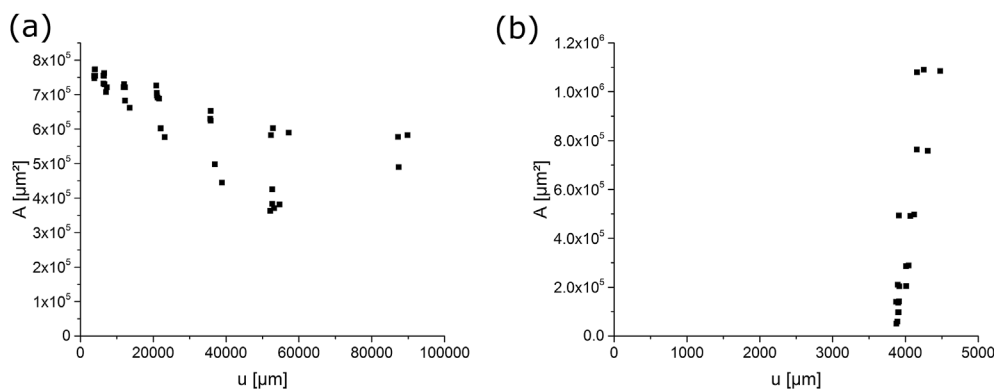 (a)
8x10⁵
7x10⁵
6x10⁵
5x10⁵
4x10⁵
3x10⁵
2x10⁵
1x10⁵
0
A [µm²]
0 20000 40000 60000 80000 100000
u [µm]
(b)
1.2x10⁶
1.0x10⁶
8.0x10⁵
6.0x10⁵
4.0x10⁵
2.0x10⁵
0.0
A [µm²]
0 1000 2000 3000 4000 5000
u [µm]